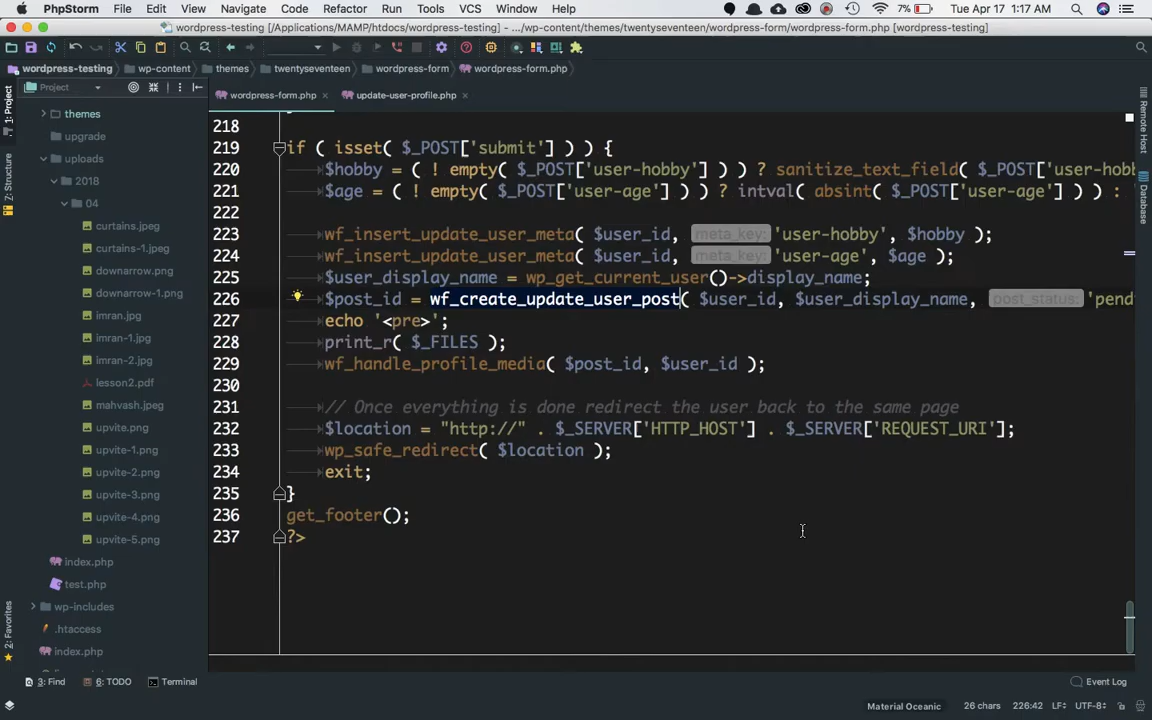 PhpStorm File Edit View Navigate Code Refactor Run Tools VCS Window Help 7% Tue Apr 17 1:17 AM
wordpress-testing [/Applications/MAMP/htdocs/wordpress-testing] - .../wp-content/themes/twentyseventeen/wordpress-form/wordpress-form.php [wordpress-testing]
wordpress-testing wp-content themes twentyseventeen wordpress-form wordpress-form.php
Project wordpress-form.php update-user-profile.php
1: Project
Z: Structure
2: Favorites
themes
upgrade
uploads
2018
04
curtains.jpeg
curtains-1.jpeg
downarrow.png
downarrow-1.png
imran.jpg
imran-1.jpg
imran-2.jpg
lesson2.pdf
mahvash.jpeg
upvite.png
upvite-1.png
upvite-2.png
upvite-3.png
upvite-4.png
upvite-5.png
index.php
test.php
wp-includes
.htaccess
index.php
218
219 if ( isset( $_POST['submit'] ) ) {
220 $hobby = ( ! empty( $_POST['user-hobby'] ) ) ? sanitize_text_field( $_POST['user-hobb
221 $age = ( ! empty( $_POST['user-age'] ) ) ? intval( absint( $_POST['user-age'] ) ) :
222
223 wf_insert_update_user_meta( $user_id, meta_key: 'user-hobby', $hobby );
224 wf_insert_update_user_meta( $user_id, meta_key: 'user-age', $age );
225 $user_display_name = wp_get_current_user()->display_name;
226 $post_id = wf_create_update_user_post( $user_id, $user_display_name, post_status: 'pend
227 echo '<pre>';
228 print_r( $_FILES );
229 wf_handle_profile_media( $post_id, $user_id );
230
231 // Once everything is done redirect the user back to the same page
232 $location = "http://" . $_SERVER['HTTP_HOST'] . $_SERVER['REQUEST_URI'];
233 wp_safe_redirect( $location );
234 exit;
235 }
236 get_footer();
237 ?>
Remote Host
Database
3: Find 6: TODO Terminal Event Log
Material Oceanic 26 chars 226:42 LF÷ UTF-8÷